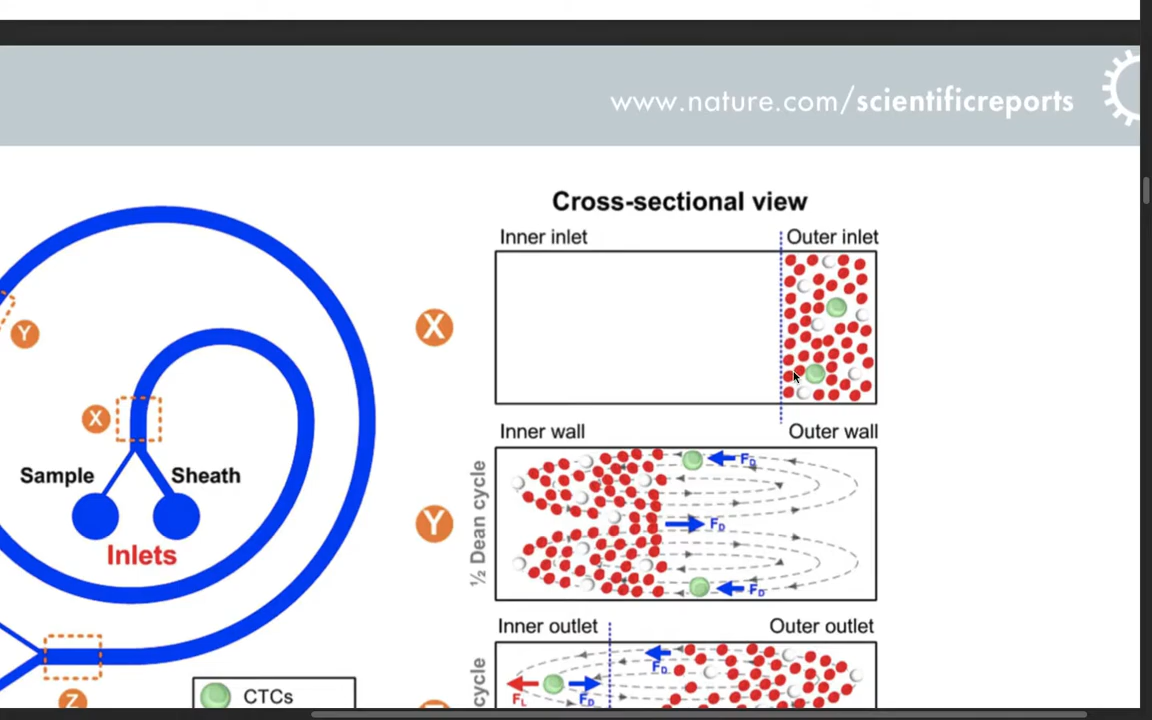 www.nature.com/scientificreports
Cross-sectional view
Inner inlet
Outer inlet
Y
X
X
Sample
Sheath
Inlets
Inner wall
Outer wall
½ Dean cycle
Y
F_D
F_D
F_D
Inner outlet
Outer outlet
cycle
F_D
F_L
F_D
Z
CTCs